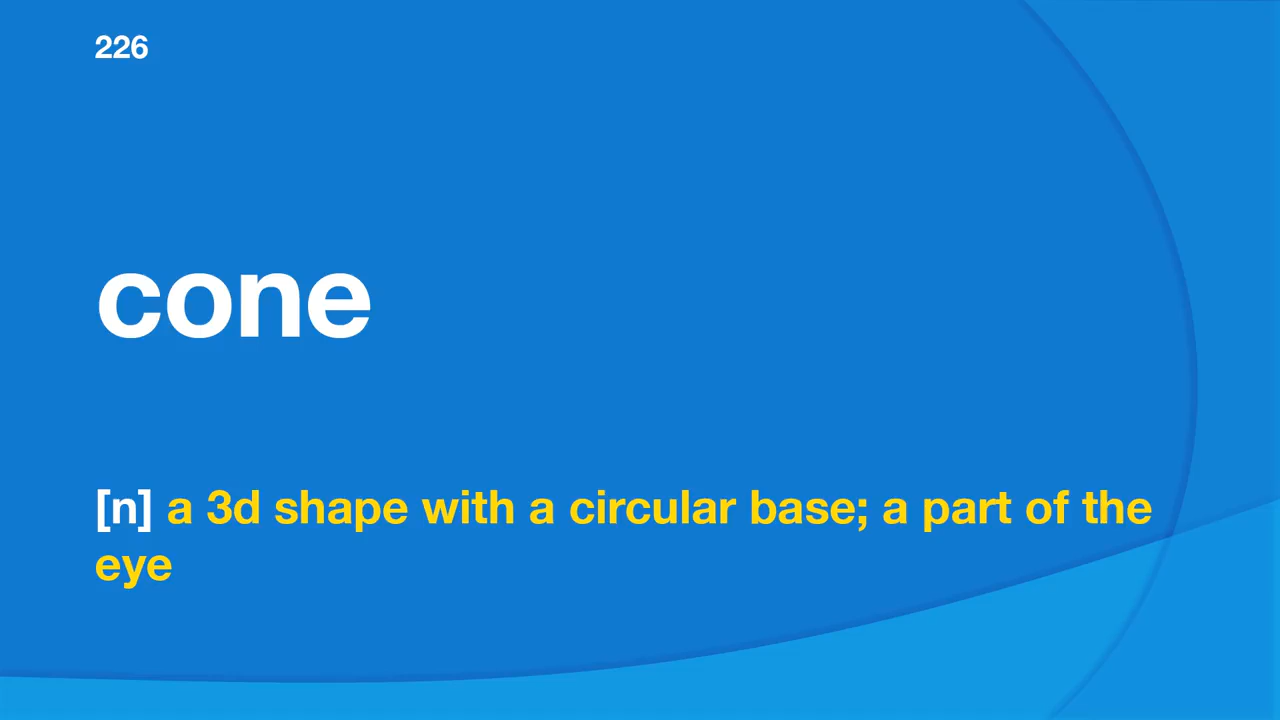 226
cone
[n] a 3d shape with a circular base; a part of the
eye